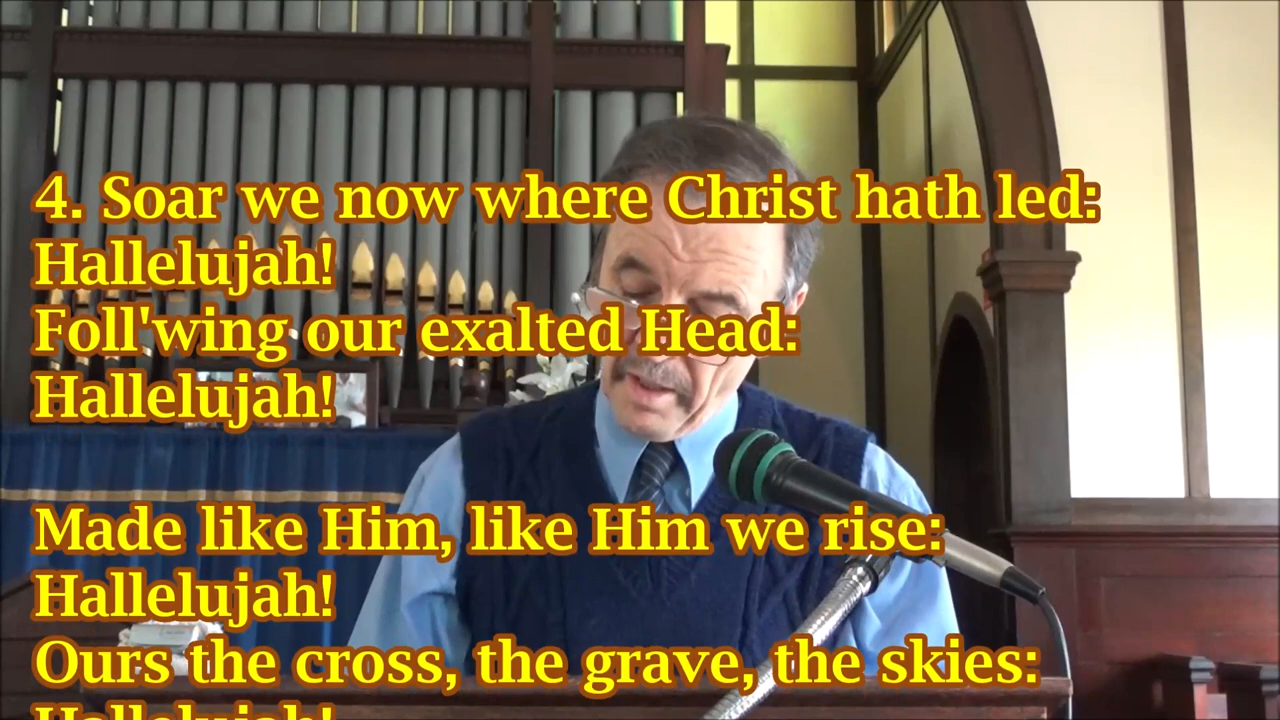 4. Soar we now where Christ hath led:
Hallelujah!
Foll'wing our exalted Head:
Hallelujah!
Made like Him, like Him we rise:
Hallelujah!
Ours the cross, the grave, the skies:
Hallelujah!